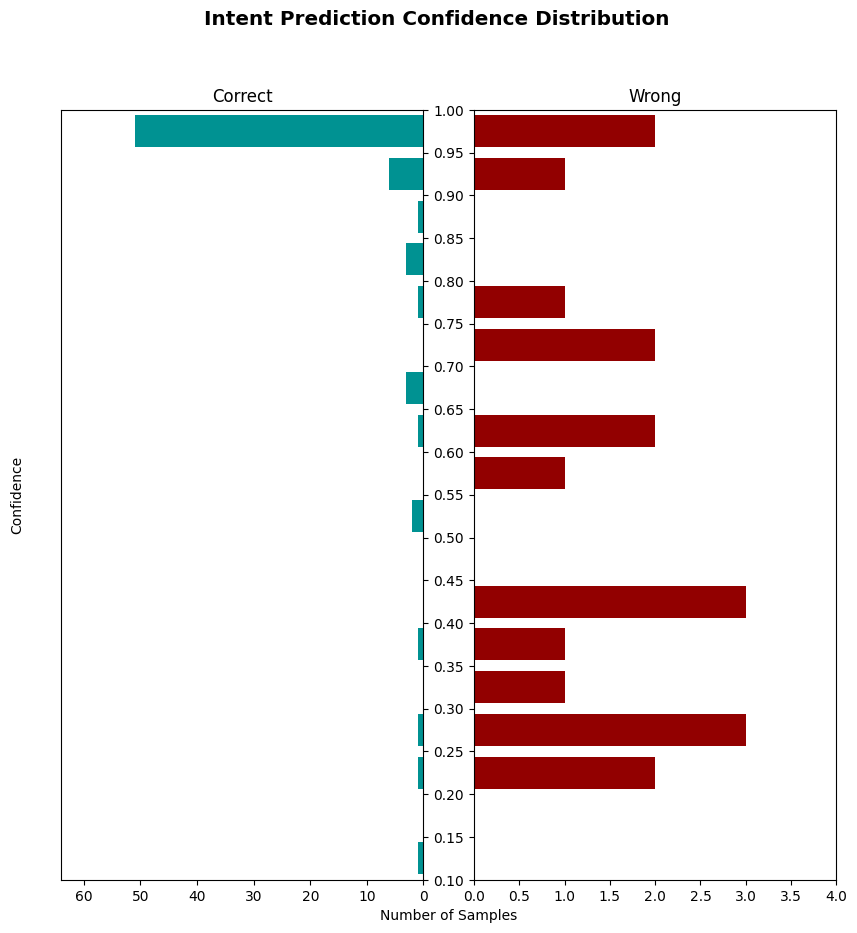 Intent Prediction Confidence Distribution
Correct
Wrong
Confidence
1.00
0.95
0.90
0.85
0.80
0.75
0.70
0.65
0.60
0.55
0.50
0.45
0.40
0.35
0.30
0.25
0.20
0.15
0.10
60 50 40 30 20 10 0
0.0 0.5 1.0 1.5 2.0 2.5 3.0 3.5 4.0
Number of Samples